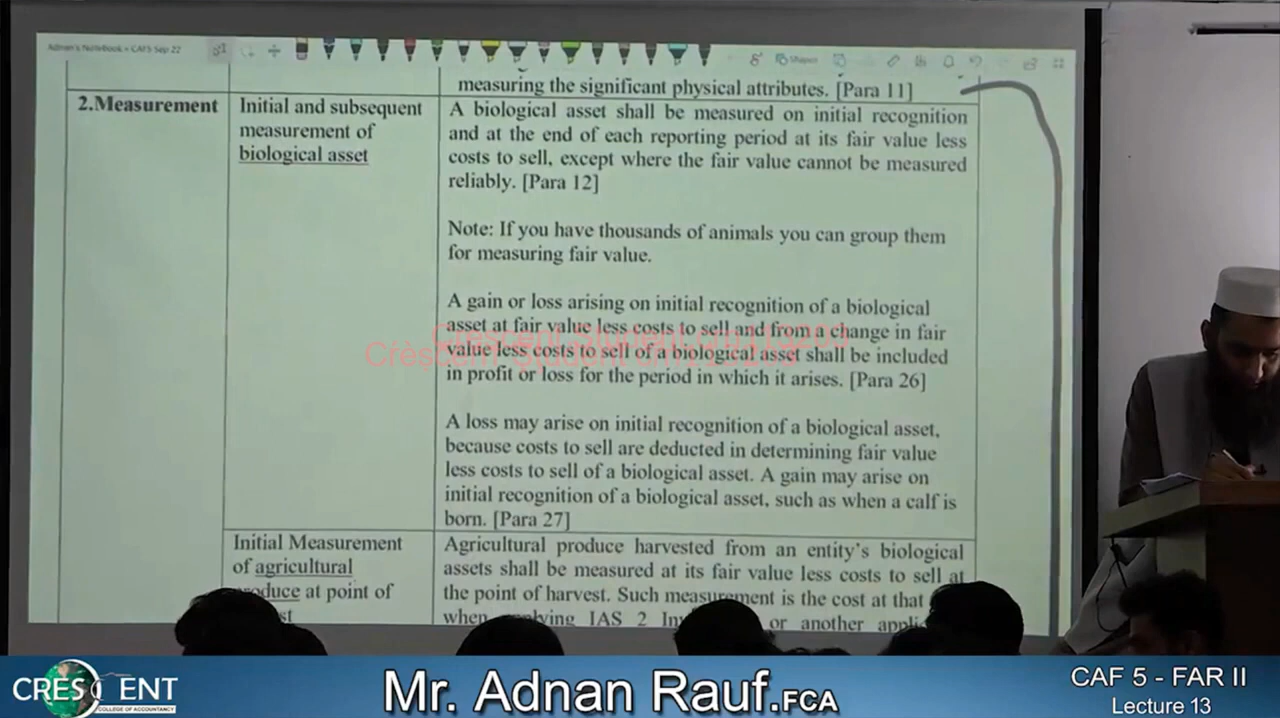 Adnan's NoteBook • CAF5 Sep 22
Shapes
measuring the significant physical attributes. [Para 11]
2.Measurement
Initial and subsequent
measurement of
biological asset
A biological asset shall be measured on initial recognition
and at the end of each reporting period at its fair value less
costs to sell, except where the fair value cannot be measured
reliably. [Para 12]
Note: If you have thousands of animals you can group them
for measuring fair value.
A gain or loss arising on initial recognition of a biological
asset at fair value less costs to sell and from a change in fair
value less costs to sell of a biological asset shall be included
in profit or loss for the period in which it arises. [Para 26]
A loss may arise on initial recognition of a biological asset,
because costs to sell are deducted in determining fair value
less costs to sell of a biological asset. A gain may arise on
initial recognition of a biological asset, such as when a calf is
born. [Para 27]
Initial Measurement
of agricultural
at point of
Agricultural produce harvested from an entity's biological
assets shall be measured at its fair value less costs to sell at
the point of harvest. Such measurement is the cost at that
when IAS 2 or another
Crescent Student
CRESCENT
COLLEGE OF ACCOUNTANCY
Mr. Adnan Rauf.FCA
CAF 5 - FAR II
Lecture 13